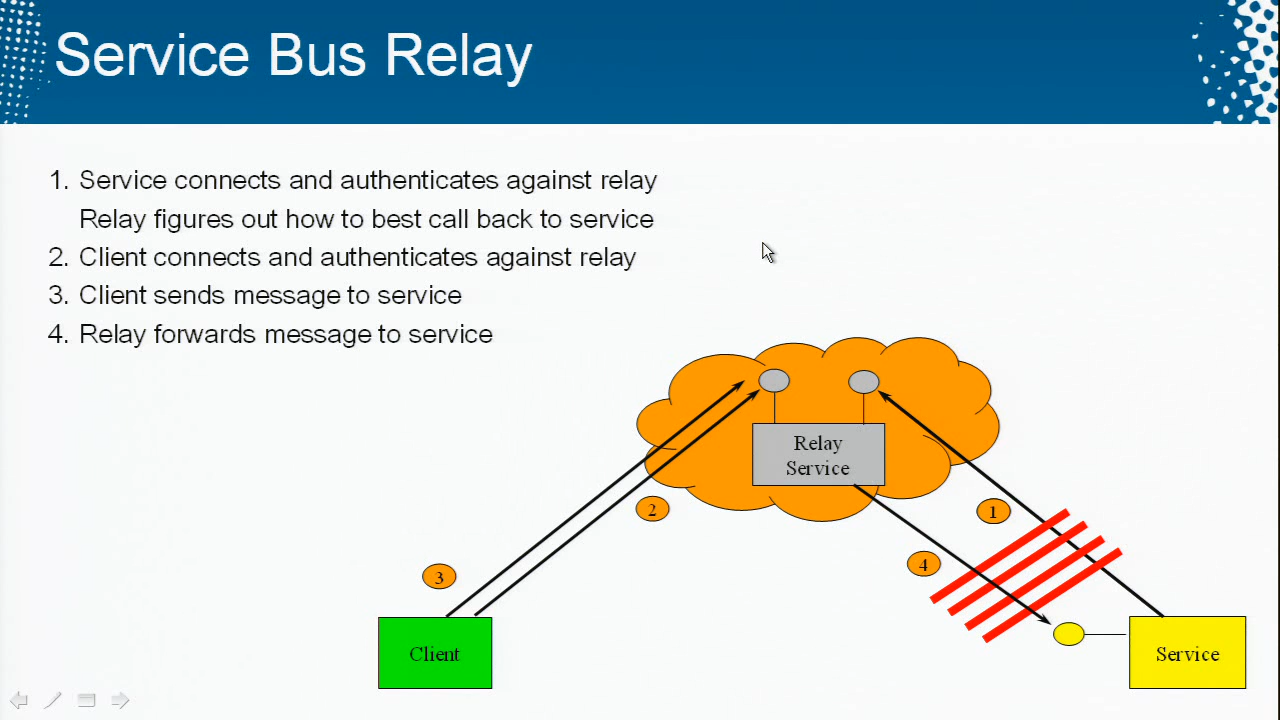 Service Bus Relay
1. Service connects and authenticates against relay
Relay figures out how to best call back to service
2. Client connects and authenticates against relay
3. Client sends message to service
4. Relay forwards message to service
Relay
Service
2
1
4
3
Client
Service